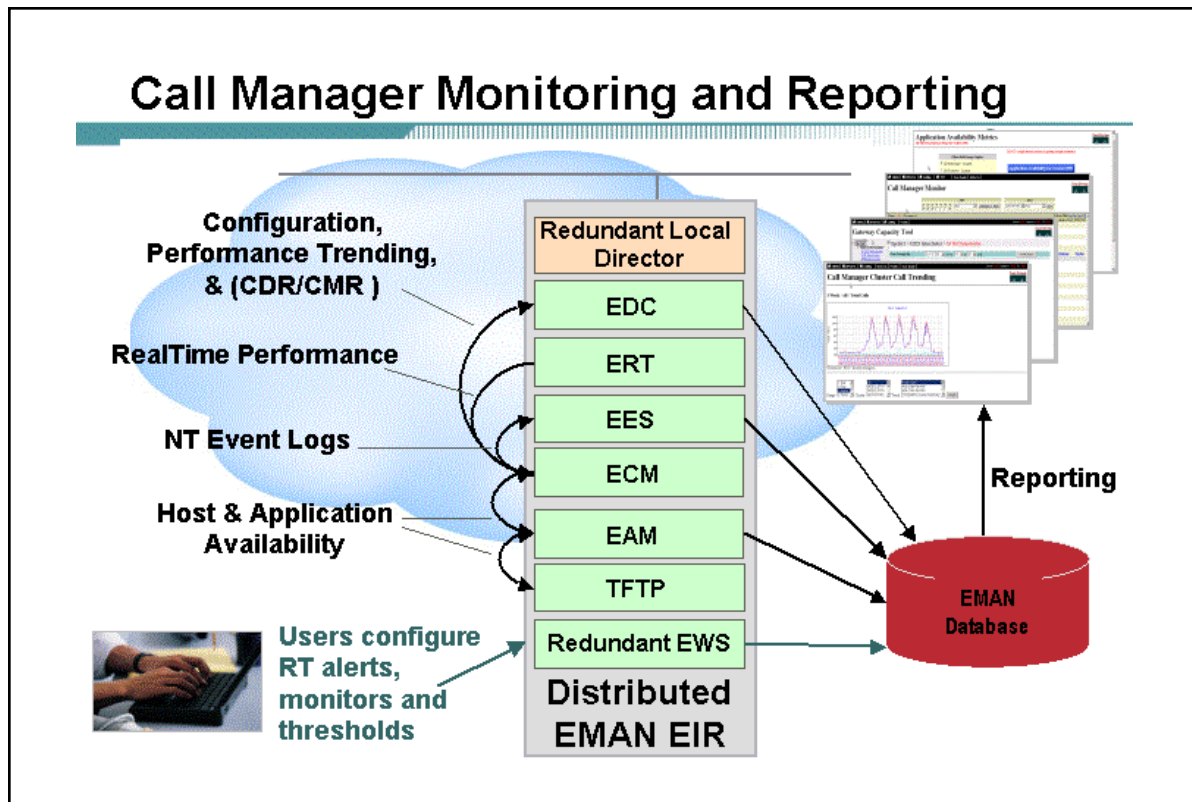 Call Manager Monitoring and Reporting
Configuration,
Performance Trending,
& (CDR/CMR )
RealTime Performance
NT Event Logs
Host & Application
Availability
Users configure
RT alerts,
monitors and
thresholds
Redundant Local
Director
EDC
ERT
EES
ECM
EAM
TFTP
Redundant EWS
Distributed
EMAN EIR
Application Availability Metrics
Call Manager Monitor
Gateway Capacity Tool
Call Manager Cluster Call Trending
Reporting
EMAN
Database